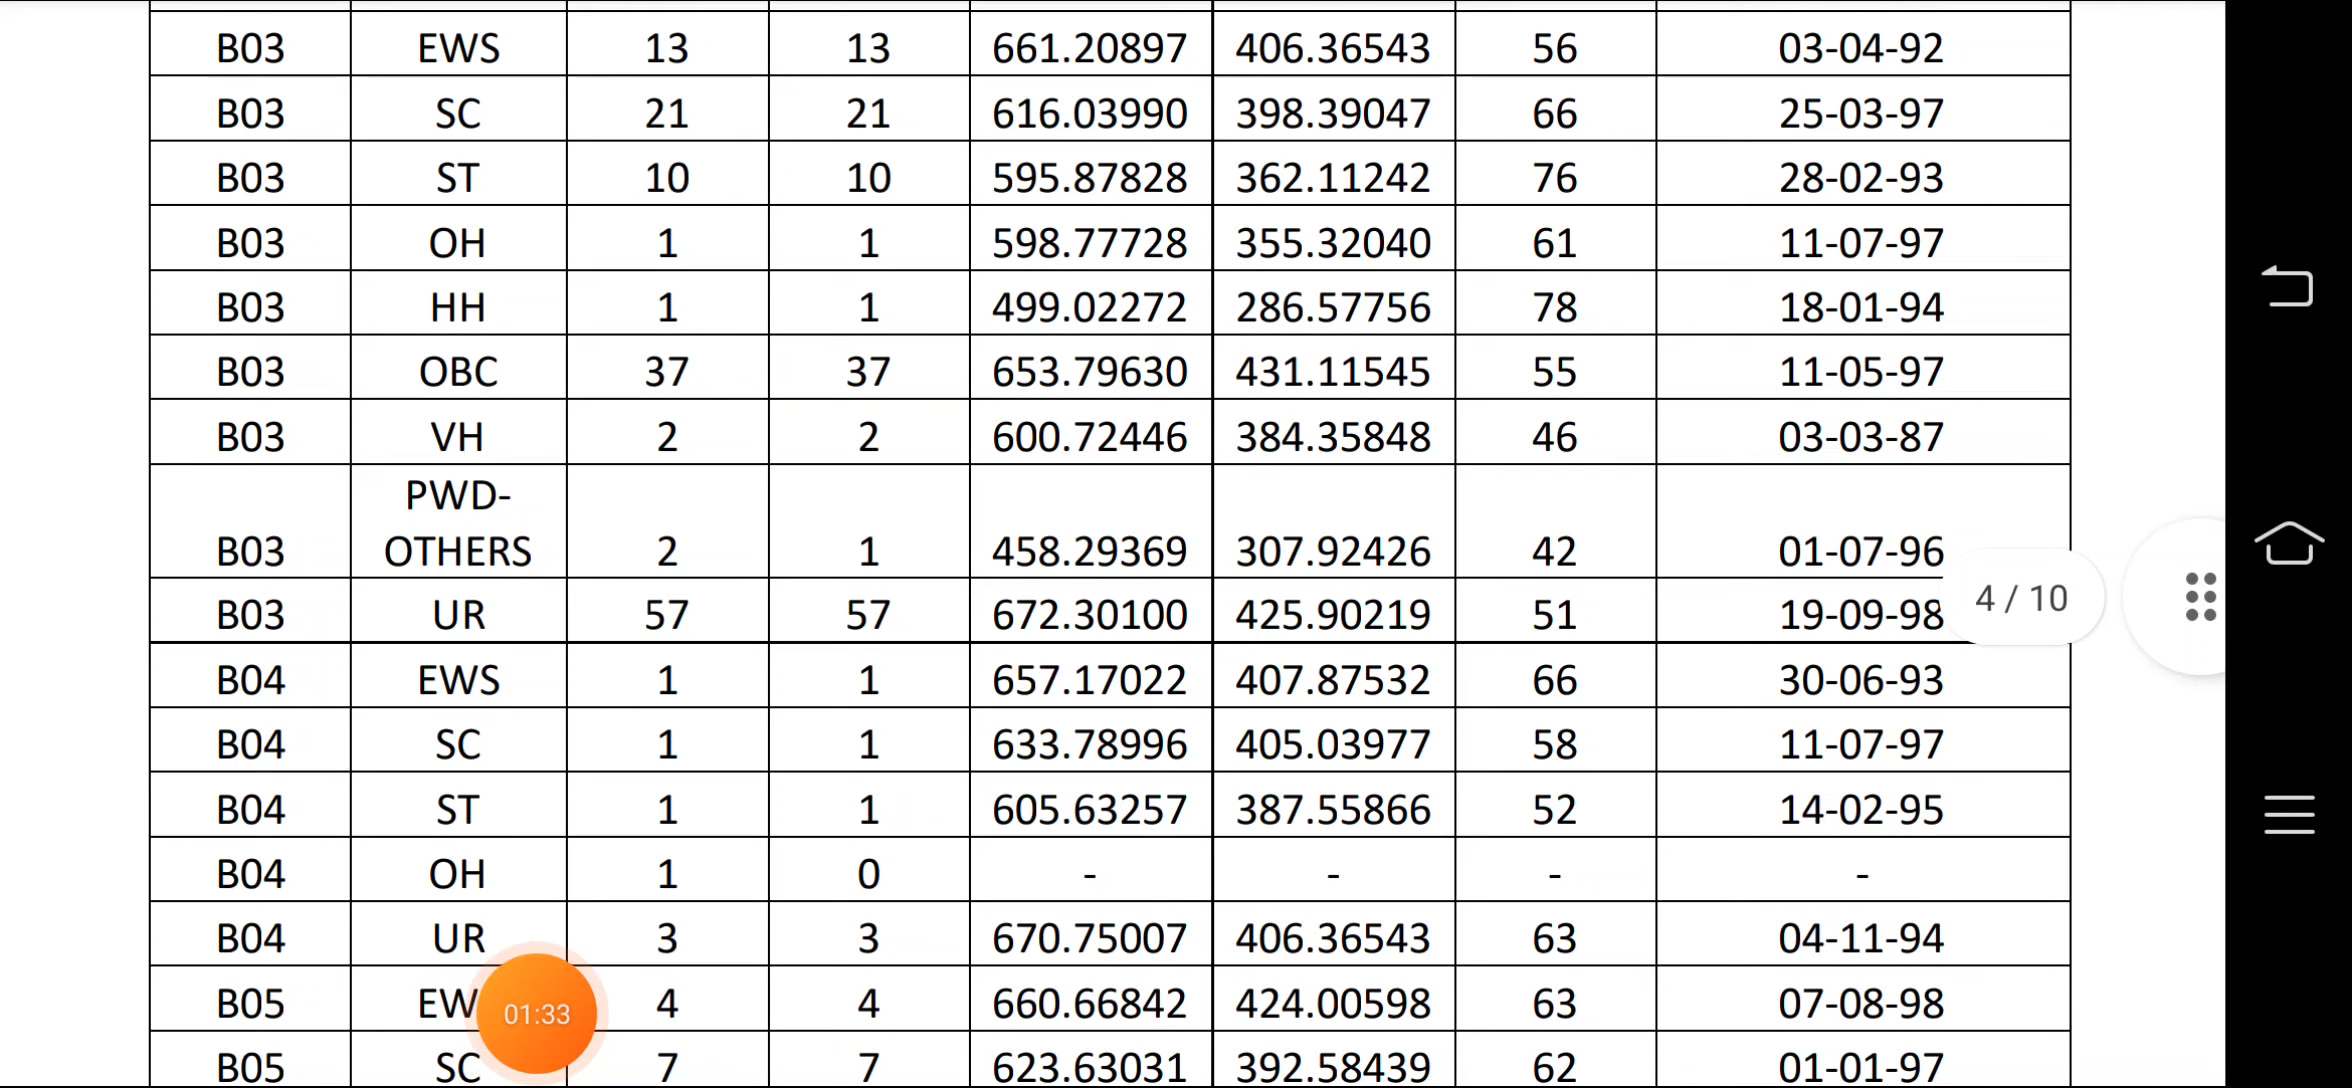 B03 EWS 13 13 661.20897 406.36543 56 03-04-92
B03 SC 21 21 616.03990 398.39047 66 25-03-97
B03 ST 10 10 595.87828 362.11242 76 28-02-93
B03 OH 1 1 598.77728 355.32040 61 11-07-97
B03 HH 1 1 499.02272 286.57756 78 18-01-94
B03 OBC 37 37 653.79630 431.11545 55 11-05-97
B03 VH 2 2 600.72446 384.35848 46 03-03-87
PWD-
B03 OTHERS 2 1 458.29369 307.92426 42 01-07-96
B03 UR 57 57 672.30100 425.90219 51 19-09-98
4 / 10
B04 EWS 1 1 657.17022 407.87532 66 30-06-93
B04 SC 1 1 633.78996 405.03977 58 11-07-97
B04 ST 1 1 605.63257 387.55866 52 14-02-95
B04 OH 1 0 - - - -
B04 UR 3 3 670.75007 406.36543 63 04-11-94
B05 EW 4 4 660.66842 424.00598 63 07-08-98
01:33
B05 SC 7 7 623.63031 392.58439 62 01-01-97